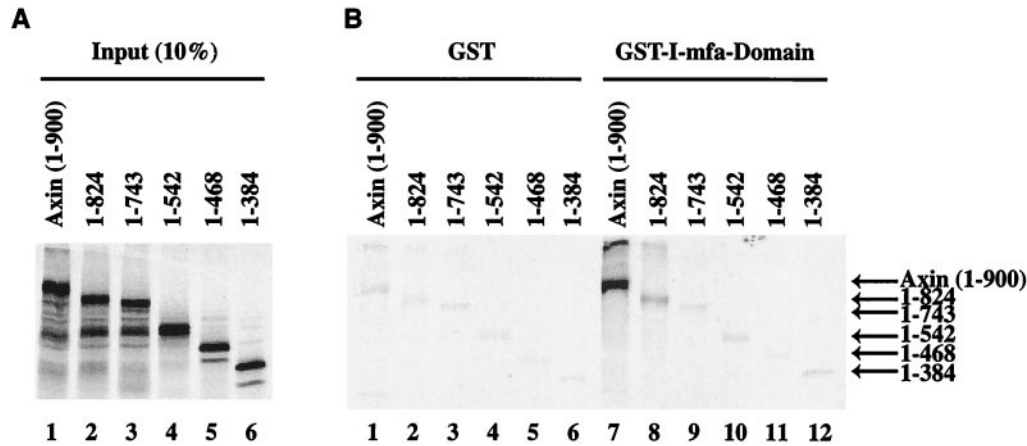 A
Input (10%)
Axin (1-900)
1-824
1-743
1-542
1-468
1-384
1 2 3 4 5 6
B
GST
GST-I-mfa-Domain
Axin (1-900)
1-824
1-743
1-542
1-468
1-384
Axin (1-900)
1-824
1-743
1-542
1-468
1-384
Axin (1-900)
1-824
1-743
1-542
1-468
1-384
1 2 3 4 5 6 7 8 9 10 11 12